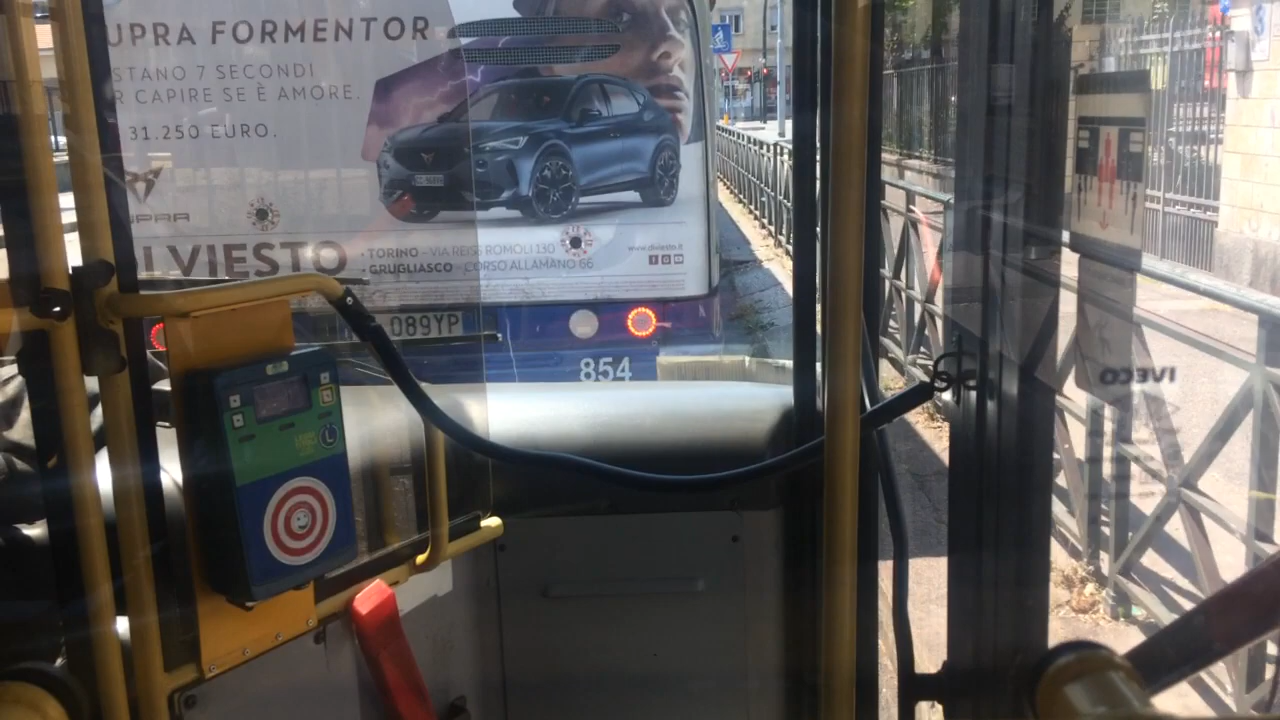 UPRA FORMENTOR
STANO 7 SECONDI
R CAPIRE SE È AMORE.
31.250 EURO.
UPRA
IVIESTO
• TORINO – VIA REISS ROMOLI 130
• GRUGLIASCO – CORSO ALLAMANO 66
www.diviesto.it
089YP
854
IVECO